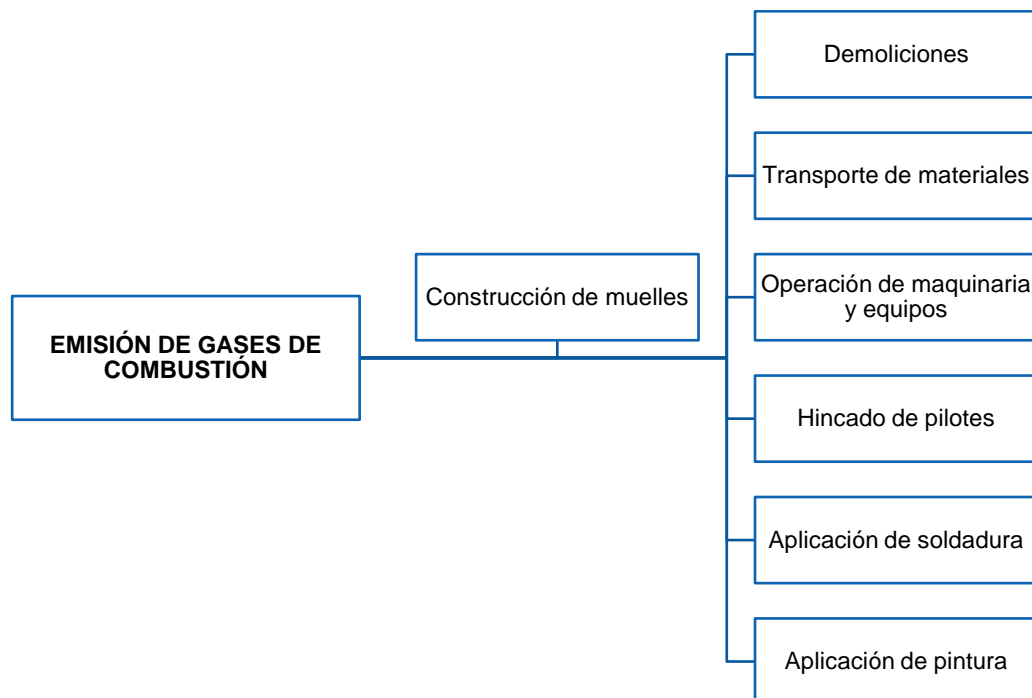 EMISIÓN DE GASES DE
COMBUSTIÓN
Construcción de muelles
Demoliciones
Transporte de materiales
Operación de maquinaria
y equipos
Hincado de pilotes
Aplicación de soldadura
Aplicación de pintura